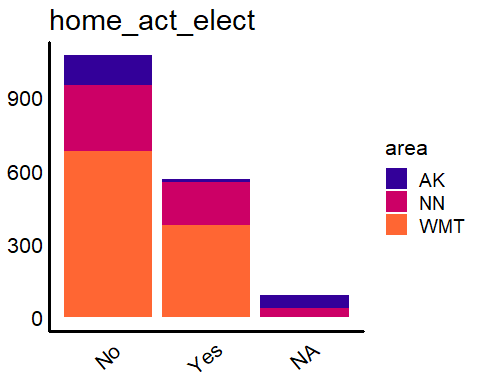 home_act_elect
900
600
300
0
No
Yes
NA
area
AK
NN
WMT